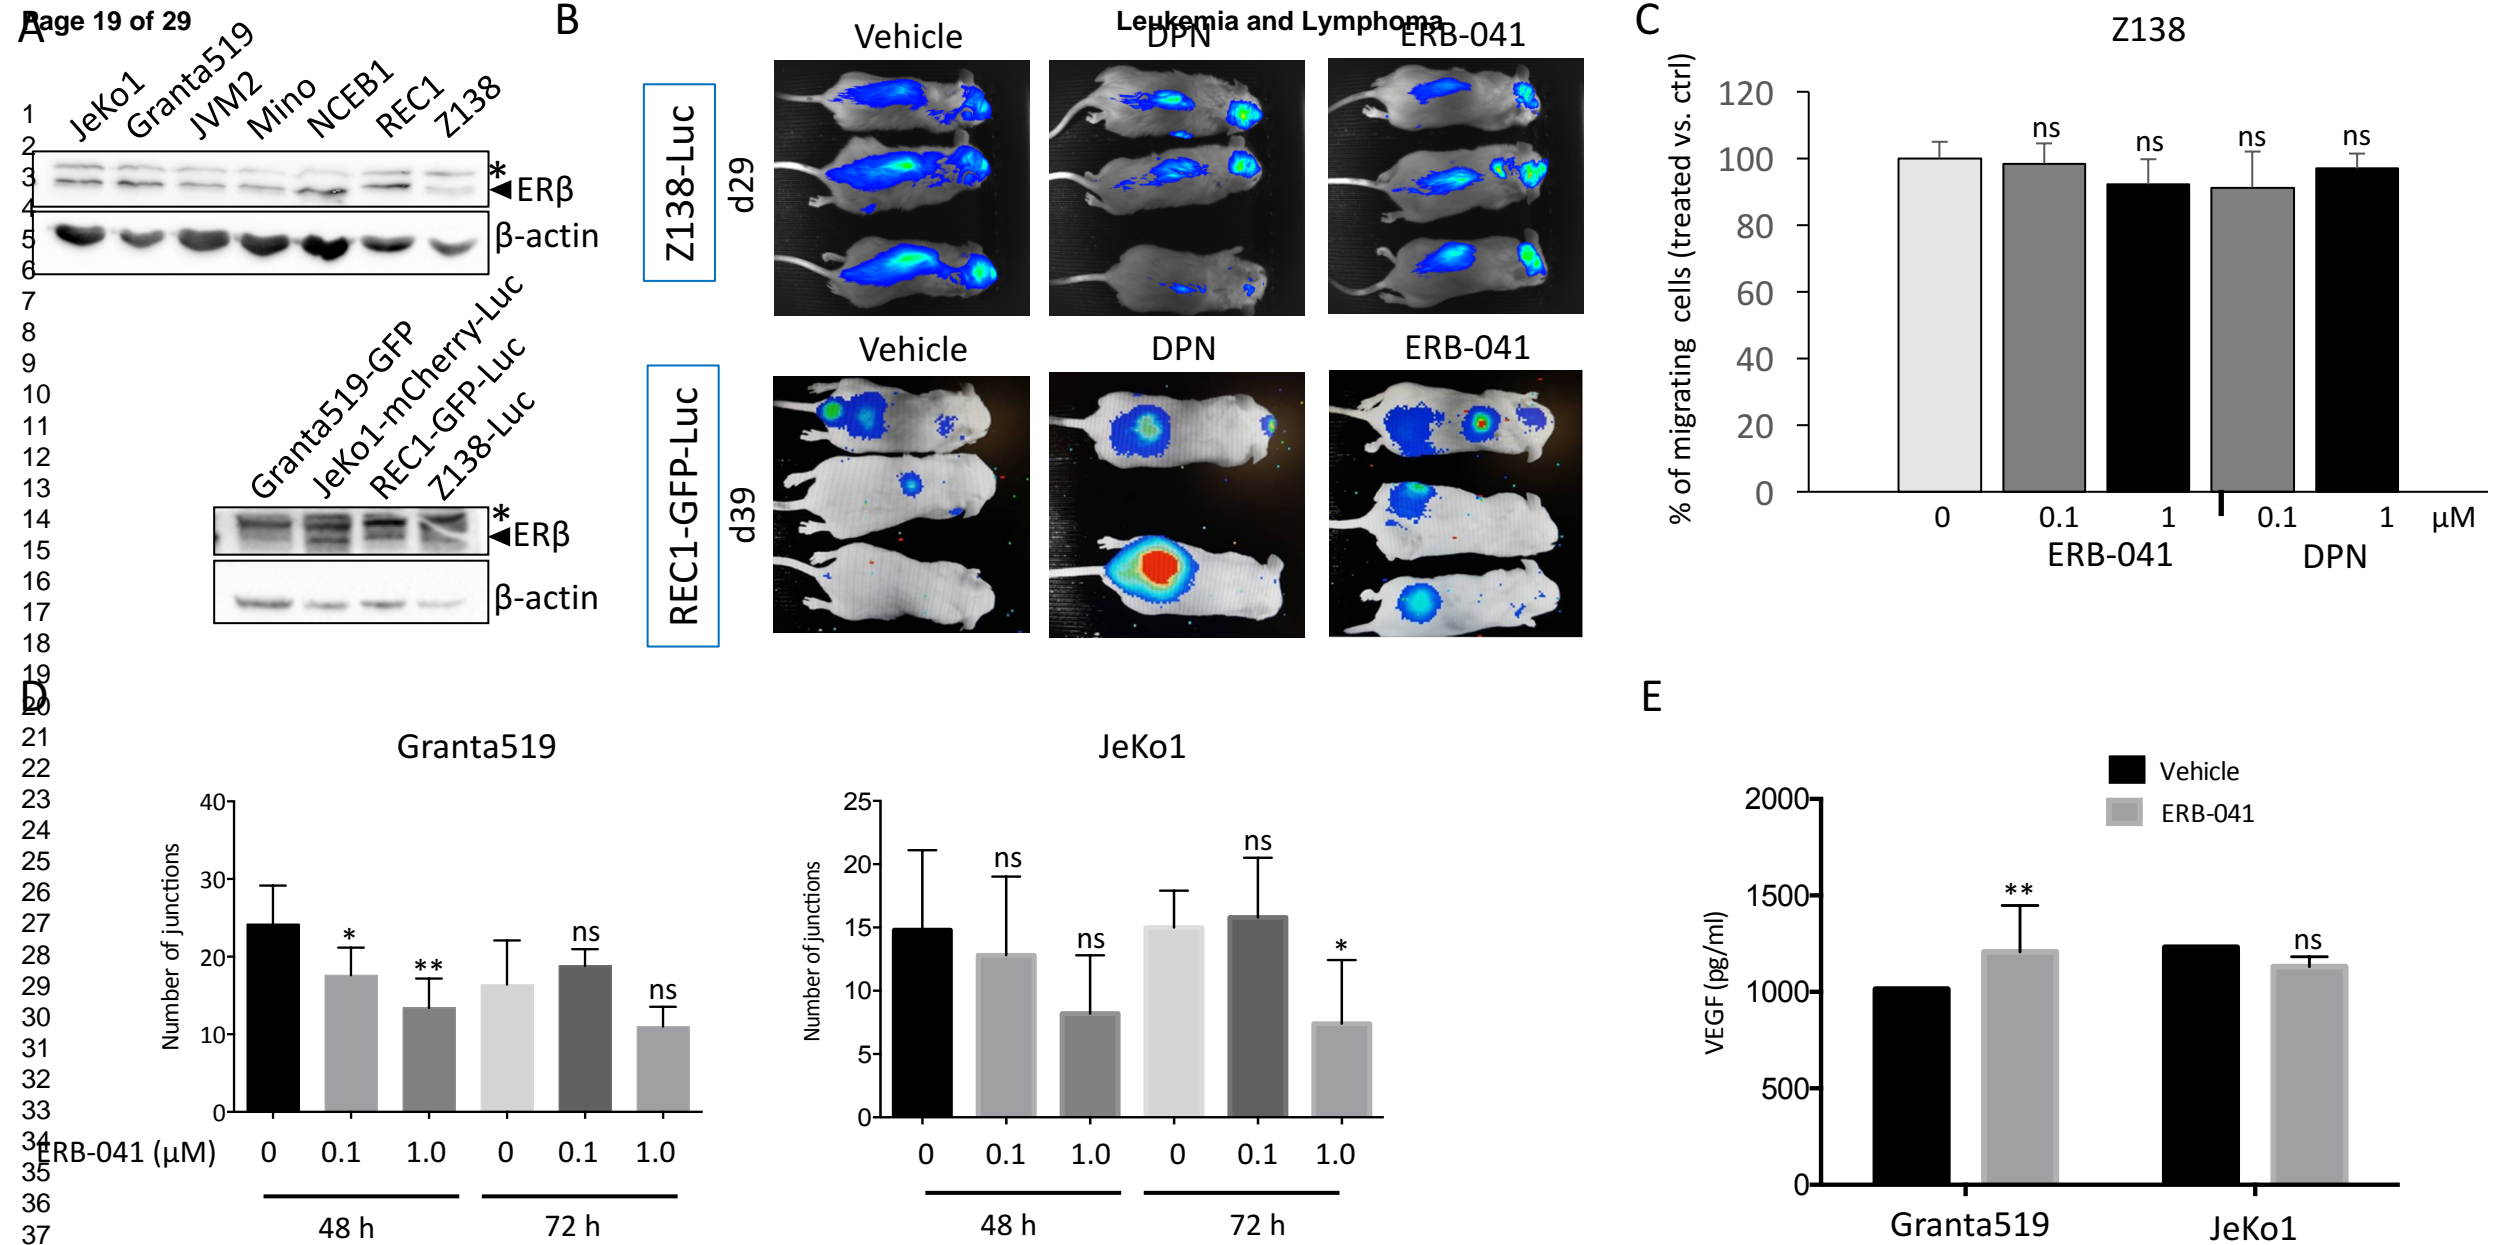 Page 19 of 29
Leukemia and Lymphoma
A
JeKo1
Granta519
JVM2
Mino
NCEB1
REC1
Z138
*
ERβ
β-actin
Granta519-GFP
JeKo1-mCherry-Luc
REC1-GFP-Luc
Z138-Luc
*
ERβ
β-actin
B
Vehicle
DPN
ERB-041
Z138-Luc
d29
Vehicle
DPN
ERB-041
REC1-GFP-Luc
d39
C
Z138
% of migrating cells (treated vs. ctrl)
120
100
80
60
40
20
0
ns
ns
ns
ns
0 0.1 1 0.1 1 µM
ERB-041 DPN
D
Granta519
Number of junctions
40
30
20
10
0
*
**
ns
ns
ERB-041 (µM) 0 0.1 1.0 0 0.1 1.0
48 h 72 h
JeKo1
Number of junctions
25
20
15
10
5
0
ns
ns
ns
*
0 0.1 1.0 0 0.1 1.0
48 h 72 h
E
Vehicle
ERB-041
VEGF (pg/ml)
2000
1500
1000
500
0
**
ns
Granta519 JeKo1
1
2
3
4
5
6
7
8
9
10
11
12
13
14
15
16
17
18
19
20
21
22
23
24
25
26
27
28
29
30
31
32
33
34
35
36
37